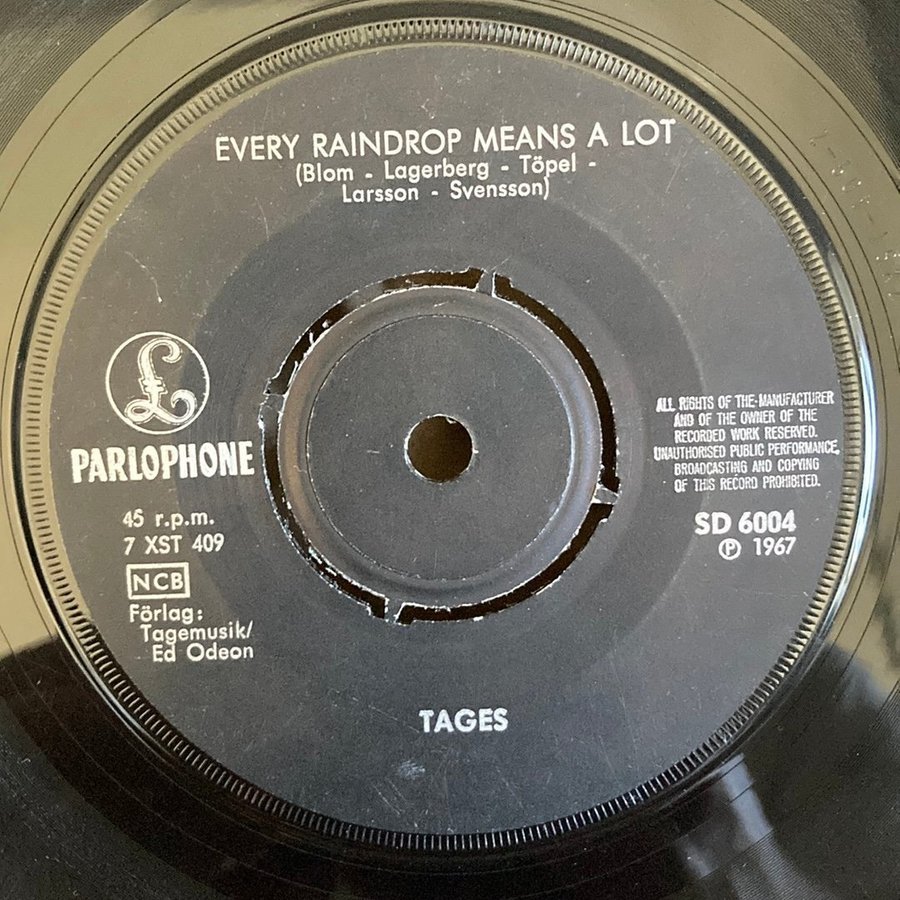 EVERY RAINDROP MEANS A LOT
(Blom - Lagerberg - Töpel -
Larsson - Svensson)
£
PARLOPHONE
45 r.p.m.
7 XST 409
NCB
Förlag:
Tagemusik/
Ed Odeon
ALL RIGHTS OF THE MANUFACTURER
AND OF THE OWNER OF THE
RECORDED WORK RESERVED.
UNAUTHORISED PUBLIC PERFORMANCE,
BROADCASTING AND COPYING
OF THIS RECORD PROHIBITED.
SD 6004
℗ 1967
TAGES